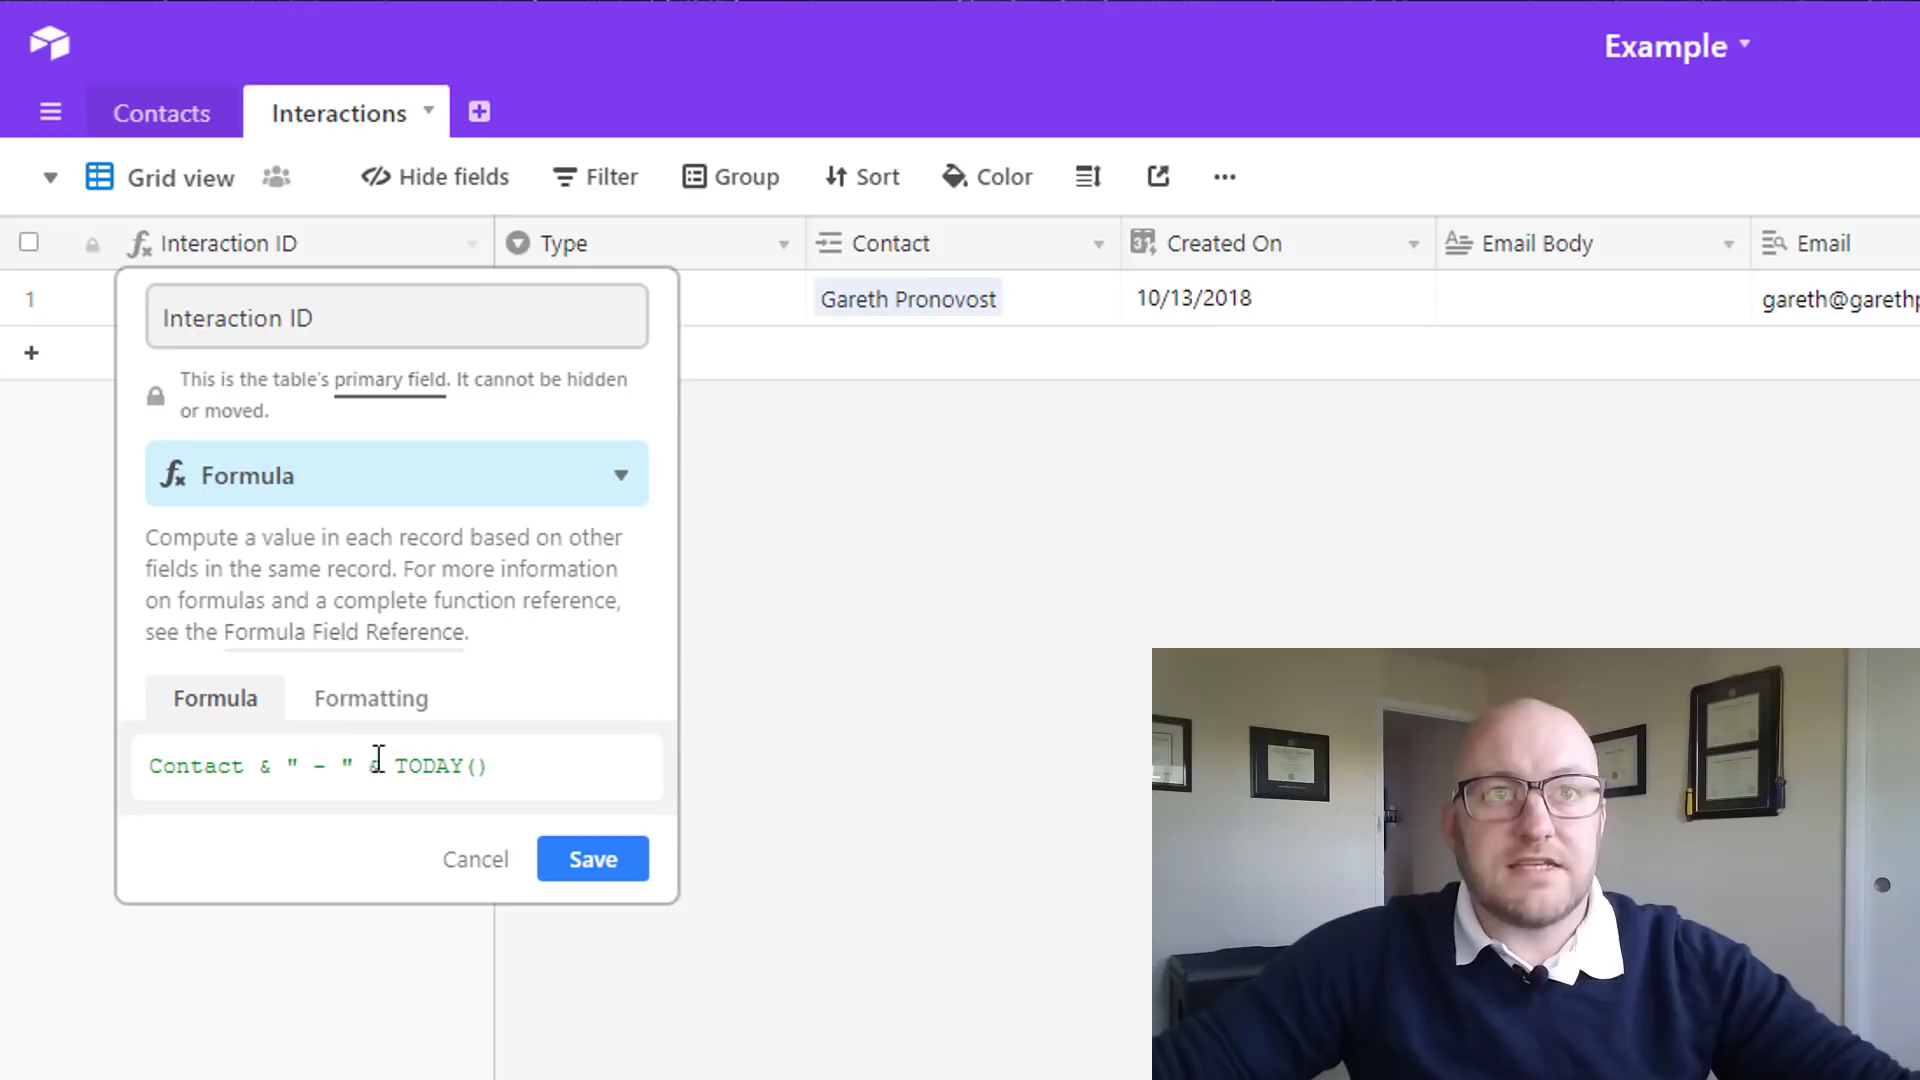 Example
Contacts
Interactions
Grid view
Hide fields
Filter
Group
Sort
Color
Interaction ID
Type
Contact
Created On
Email Body
Email
1
Gareth Pronovost
10/13/2018
gareth@garethp
Interaction ID
This is the table's primary field. It cannot be hidden
or moved.
Formula
Compute a value in each record based on other
fields in the same record. For more information
on formulas and a complete function reference,
see the Formula Field Reference.
Formula
Formatting
Contact & " - " & TODAY()
Cancel
Save